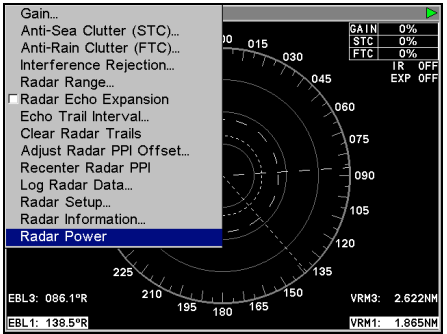 Gain...
Anti-Sea Clutter (STC)...
Anti-Rain Clutter (FTC)...
Interference Rejection...
Radar Range...
Radar Echo Expansion
Echo Trail Interval...
Clear Radar Trails
Adjust Radar PPI Offset...
Recenter Radar PPI
Log Radar Data...
Radar Setup...
Radar Information...
Radar Power
GAIN 0%
STC 0%
FTC 0%
IR OFF
EXP OFF
00
015
030
045
060
075
090
105
120
135
150
165
180
195
210
225
EBL3: 086.1°R
VRM3: 2.622NM
EBL1: 138.5°R
VRM1: 1.865NM